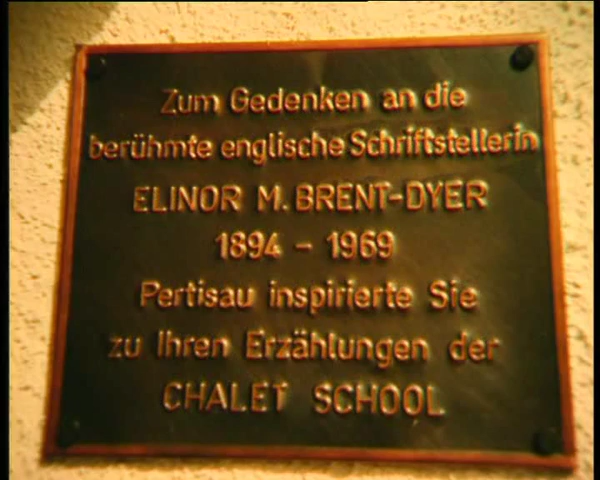 Zum Gedenken an die
berühmte englische Schriftstellerin
ELINOR M. BRENT-DYER
1894 - 1969
Pertisau inspirierte Sie
zu Ihren Erzählungen der
CHALET SCHOOL